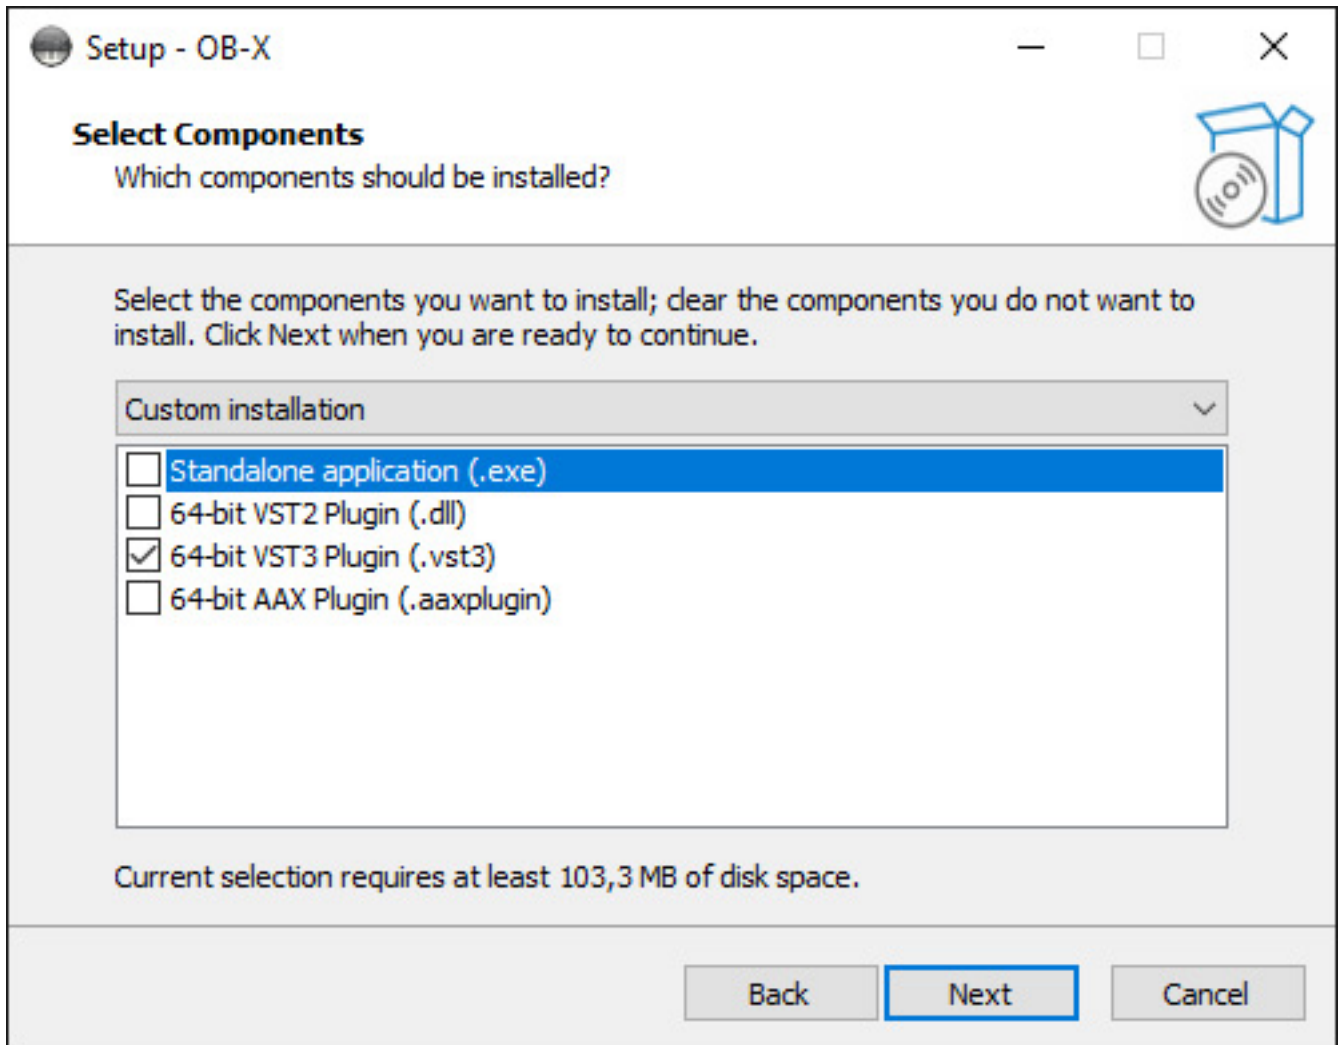 Setup - OB-X
Select Components
Which components should be installed?
Select the components you want to install; clear the components you do not want to
install. Click Next when you are ready to continue.
Custom installation
Standalone application (.exe)
64-bit VST2 Plugin (.dll)
64-bit VST3 Plugin (.vst3)
64-bit AAX Plugin (.aaxplugin)
Current selection requires at least 103,3 MB of disk space.
Back Next Cancel